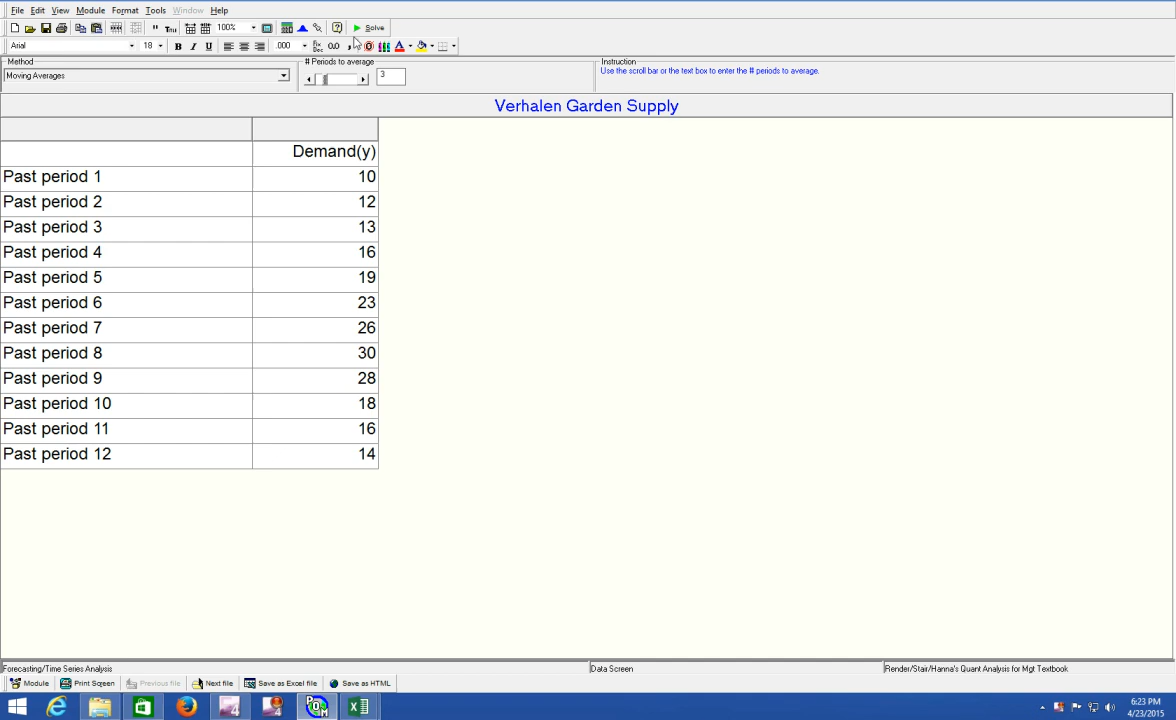 File Edit View Module Format Tools Window Help
100% Solve
Arial 18 B I U .000 0.0
Method # Periods to average Instruction
Moving Averages 3 Use the scroll bar or the text box to enter the # periods to average.
Verhalen Garden Supply
Demand(y)
Past period 1 10
Past period 2 12
Past period 3 13
Past period 4 16
Past period 5 19
Past period 6 23
Past period 7 26
Past period 8 30
Past period 9 28
Past period 10 18
Past period 11 16
Past period 12 14
Forecasting/Time Series Analysis Data Screen Render/Stair/Hanna's Quant Analysis for Mgt Textbook
Module Print Screen Previous file Next file Save as Excel file Save as HTML
6:23 PM
4/23/2015